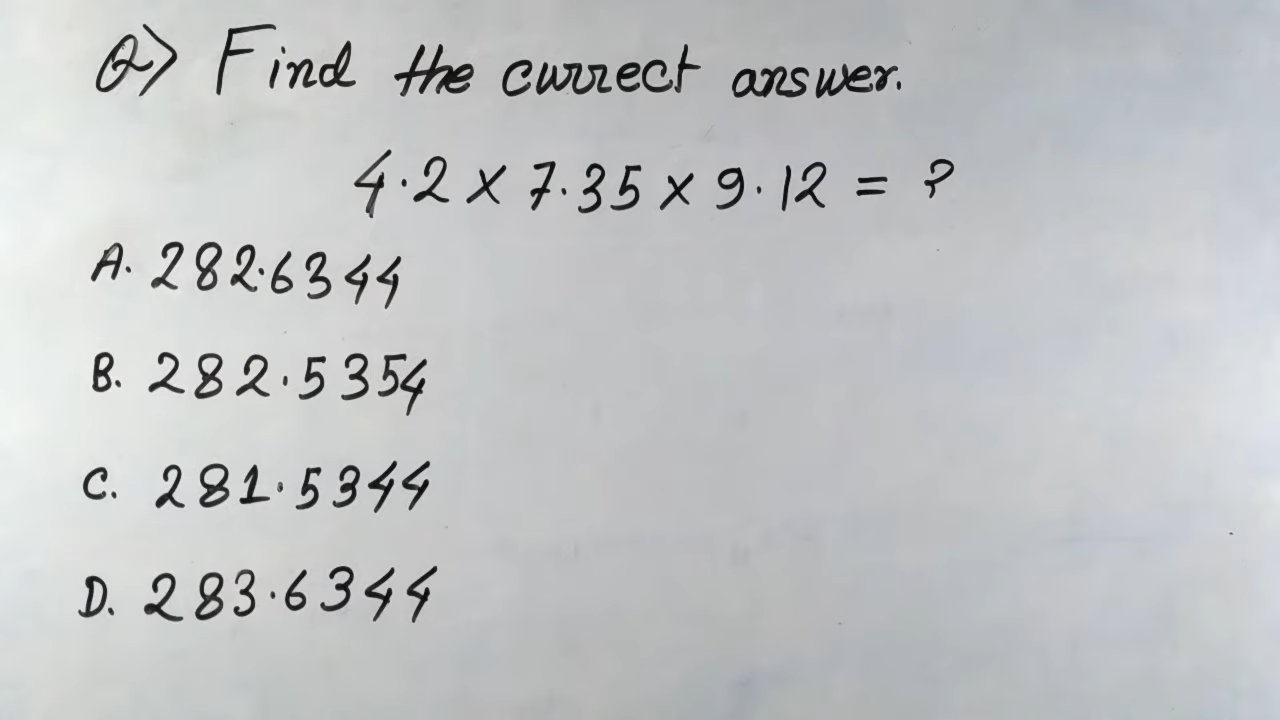 Q> Find the currect answer.
4.2 x 7.35 x 9.12 = ?
A. 282.6344
B. 282.5354
C. 281.5344
D. 283.6344